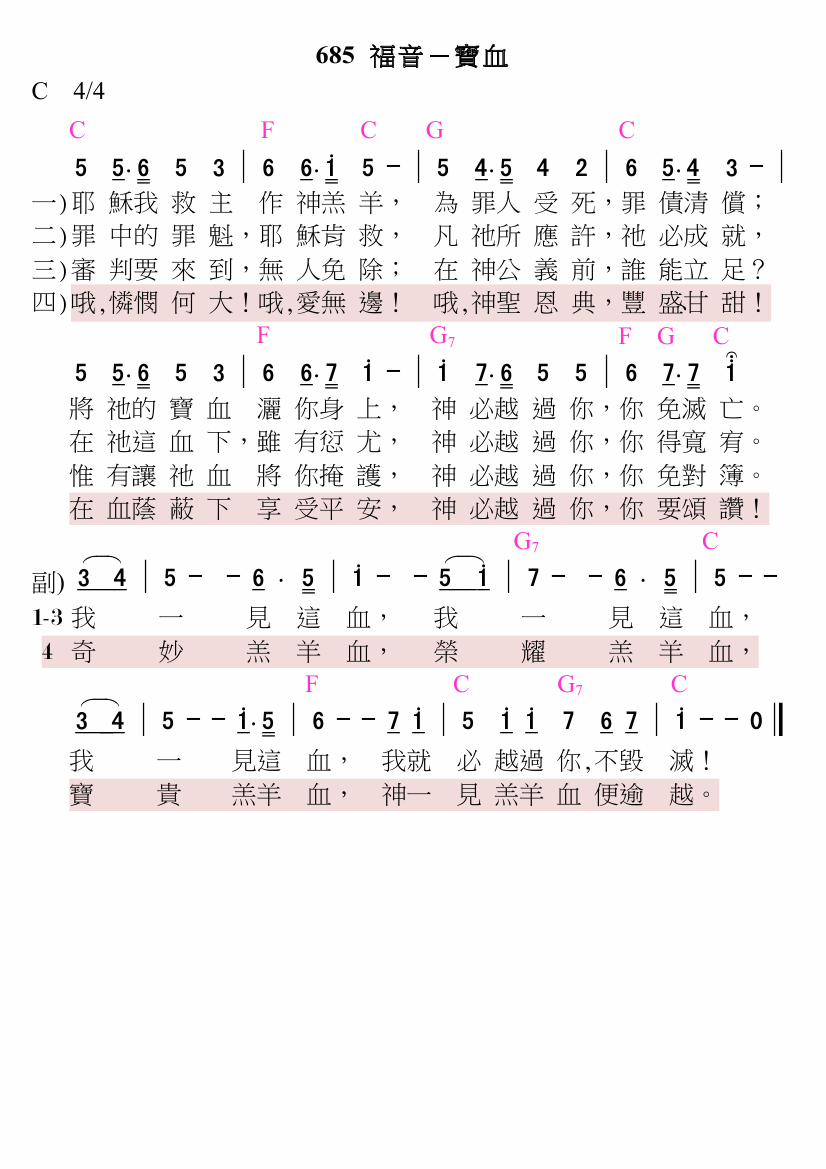 685 福音－寶血
C 4/4
C F C G C
5 5· 6 5 3 | 6 6· i 5 － | 5 4· 5 4 2 | 6 5· 4 3 － |
一)耶 穌我 救 主 作 神羔 羊， 為 罪人 受 死，罪 債清 償；
二)罪 中的 罪 魁，耶 穌肯 救， 凡 祂所 應 許，祂 必成 就，
三)審 判要 來 到，無 人免 除； 在 神公 義 前，誰 能立 足？
四)哦,憐憫 何 大！哦,愛無 邊！ 哦,神聖 恩 典，豐 盛、甘 甜！
F G7 F G C
5 5· 6 5 3 | 6 6· 7 i － | i 7· 6 5 5 | 6 7· 7 i
將 祂的 寶 血 灑 你身 上， 神 必越 過 你，你 免滅 亡。
在 祂這 血 下，雖 有愆 尤， 神 必越 過 你，你 得寬 宥。
惟 有讓 祂 血 將 你掩 護， 神 必越 過 你，你 免對 簿。
在 血蔭 蔽 下 享 受平 安， 神 必越 過 你，你 要頌 讚！
G7 C
副) 3 4 | 5 － － 6 · 5 | i － － 5 i | 7 － － 6 · 5 | 5 － －
1-3 我 一 見 這 血， 我 一 見 這 血，
4 奇 妙 羔 羊 血， 榮 耀 羔 羊 血，
F C G7 C
3 4 | 5 － － i· 5 | 6 － － 7 i | 5 i i 7 6 7 | i － － 0 ‖
我 一 見這 血， 我就 必 越過 你,不毀 滅！
寶 貴 羔羊 血， 神一 見 羔羊 血 便逾 越。